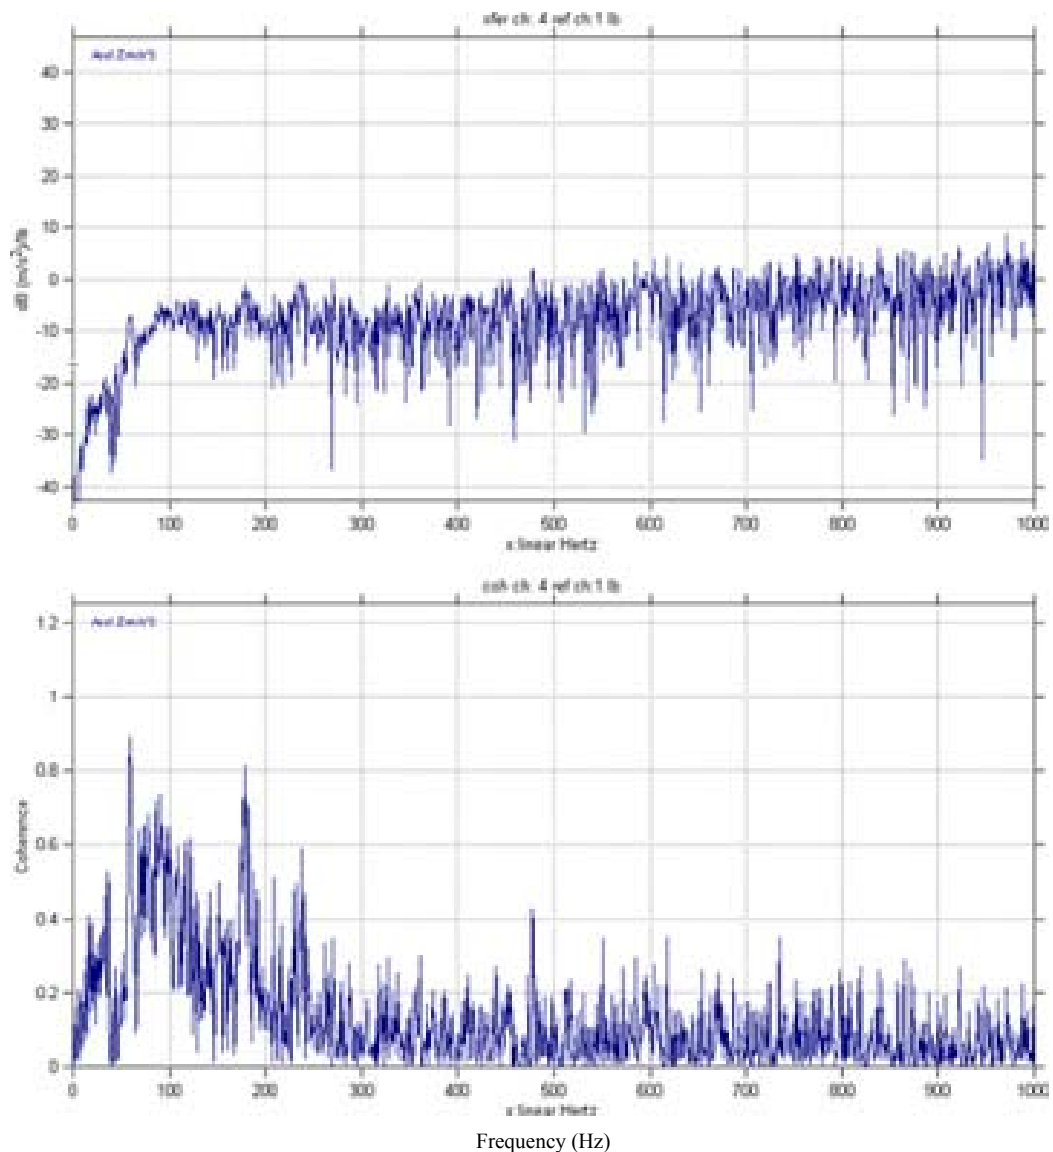 xfer ch: 4 ref ch:1 lb
40
30
20
10
0
-10
-20
-30
-40
dB (m/s²)/lb
0 100 200 300 400 500 600 700 800 900 1000
x linear Hertz
coh ch: 4 ref ch:1 lb
1.2
1
0.8
0.6
0.4
0.2
0
Coherence
0 100 200 300 400 500 600 700 800 900 1000
x linear Hertz
Frequency (Hz)